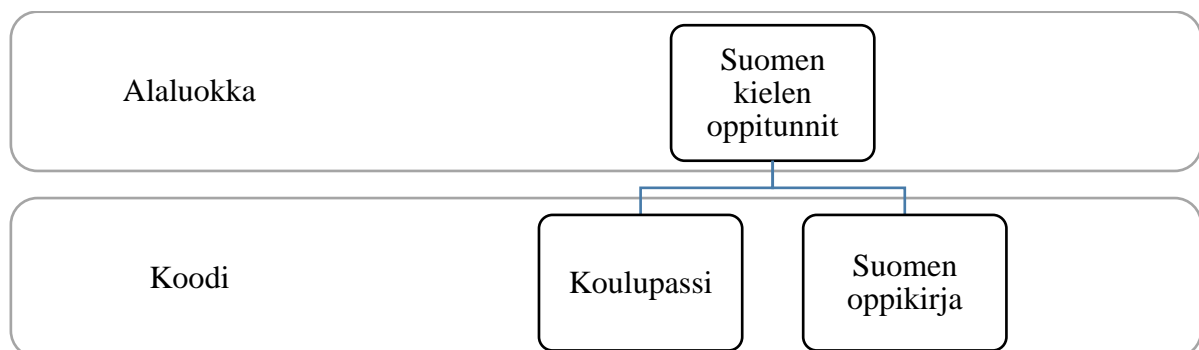 Alaluokka
Suomen
kielen
oppitunnit
Koodi
Koulupassi
Suomen
oppikirja